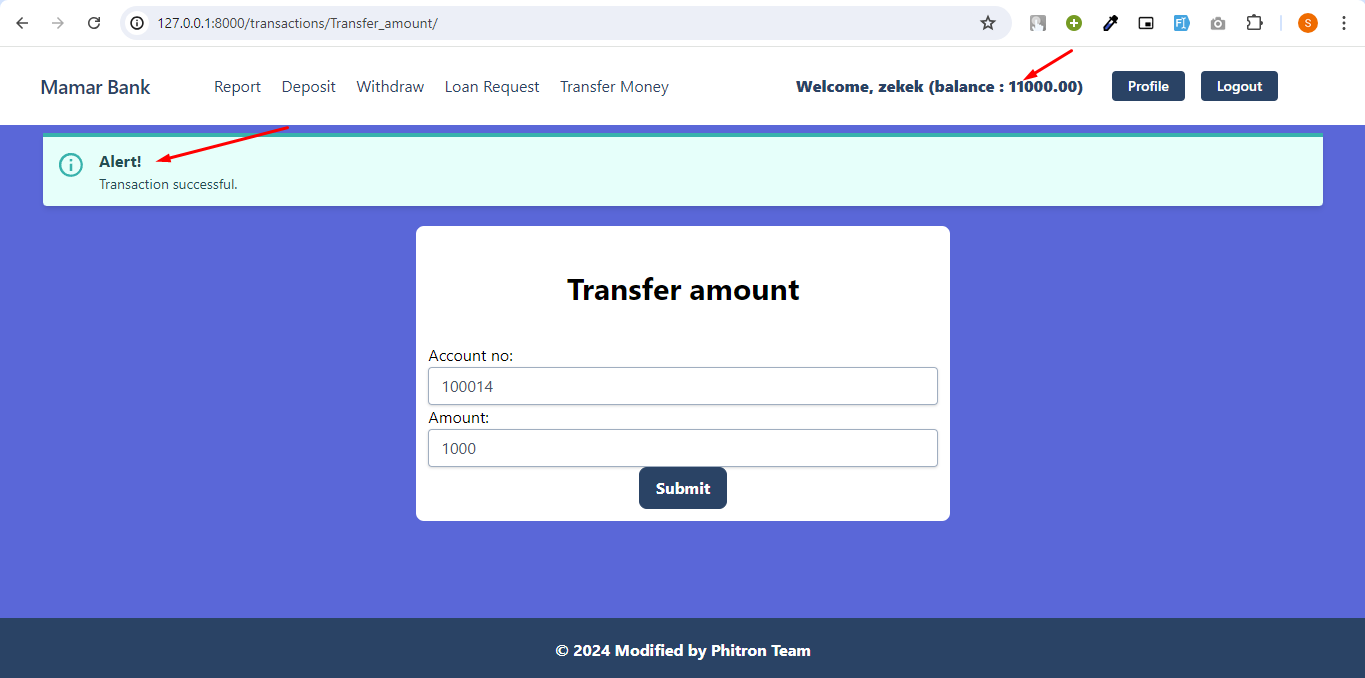 127.0.0.1:8000/transactions/Transfer_amount/
S
Mamar Bank Report Deposit Withdraw Loan Request Transfer Money Welcome, zekek (balance : 11000.00) Profile Logout
Alert!
Transaction successful.
Transfer amount
Account no:
100014
Amount:
1000
Submit
© 2024 Modified by Phitron Team